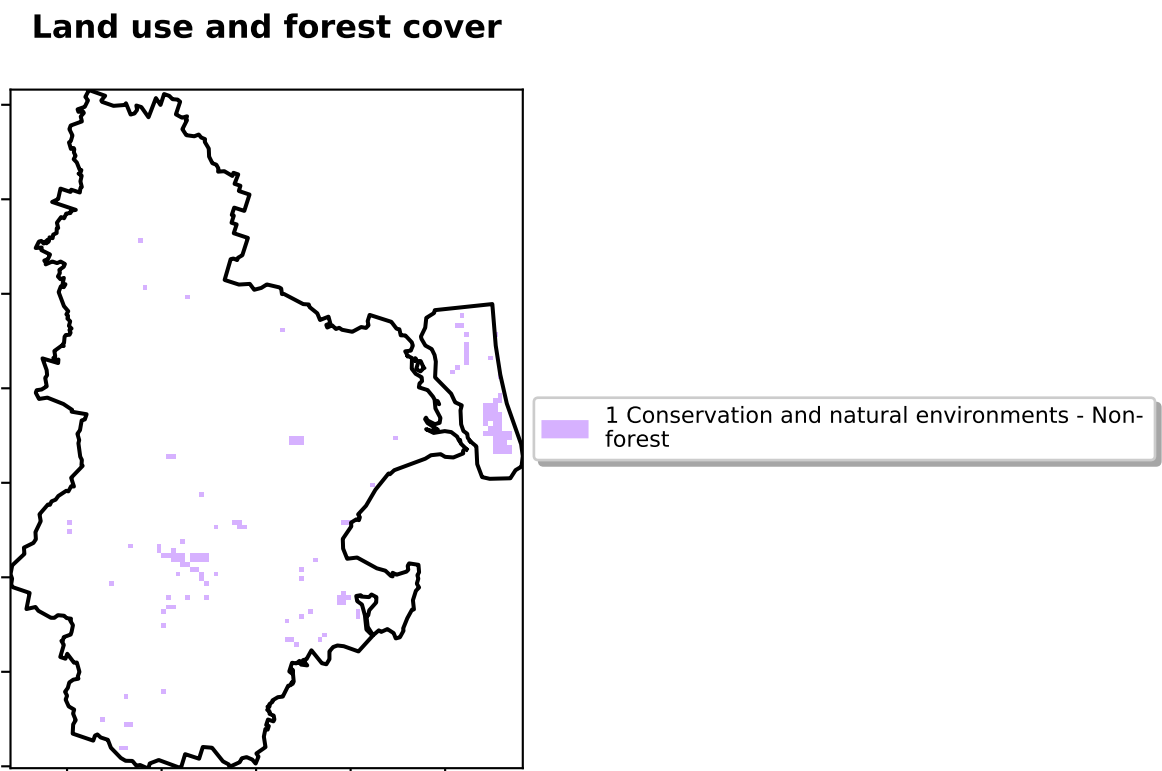 Land use and forest cover
1 Conservation and natural environments - Non-
forest